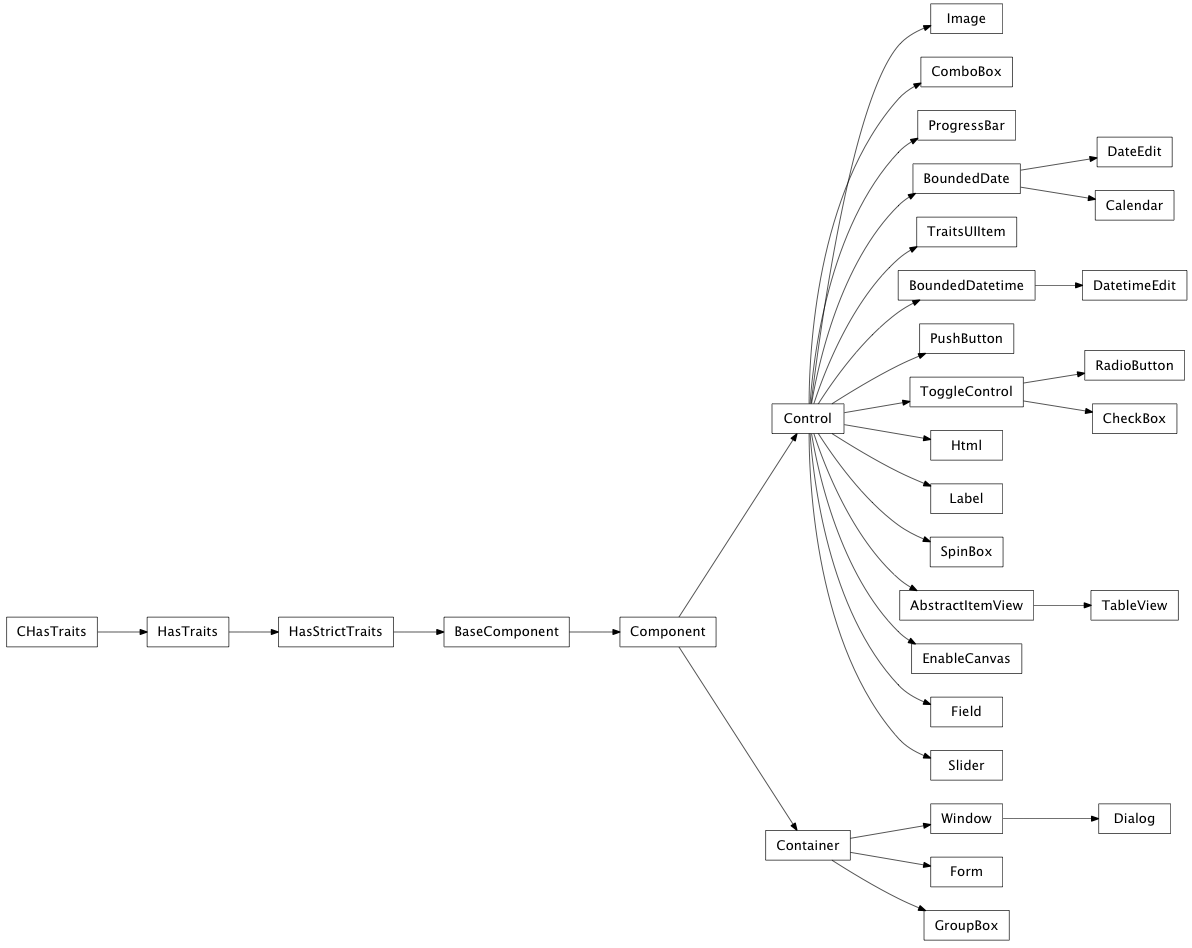 Image
ComboBox
ProgressBar
DateEdit
BoundedDate
Calendar
TraitsUIItem
BoundedDatetime
DatetimeEdit
PushButton
RadioButton
ToggleControl
Control
CheckBox
Html
Label
SpinBox
AbstractItemView
TableView
CHasTraits
HasTraits
HasStrictTraits
BaseComponent
Component
EnableCanvas
Field
Slider
Window
Dialog
Container
Form
GroupBox